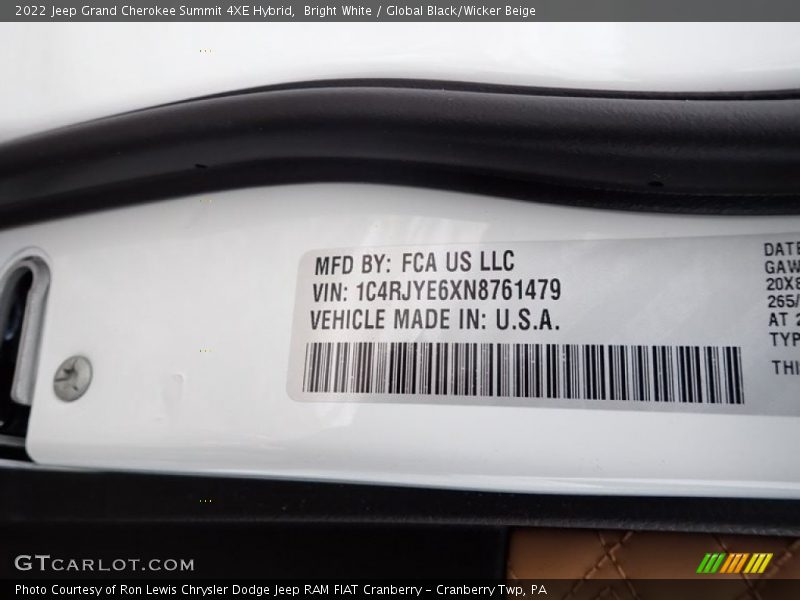 2022 Jeep Grand Cherokee Summit 4XE Hybrid,  Bright White / Global Black/Wicker Beige
MFD BY: FCA US LLC
VIN: 1C4RJYE6XN8761479
VEHICLE MADE IN: U.S.A.
DATE
GAW
20X8
265/
AT 2
TYP
THI
GTCARLOT.COM
Photo Courtesy of Ron Lewis Chrysler Dodge Jeep RAM FIAT Cranberry - Cranberry Twp, PA